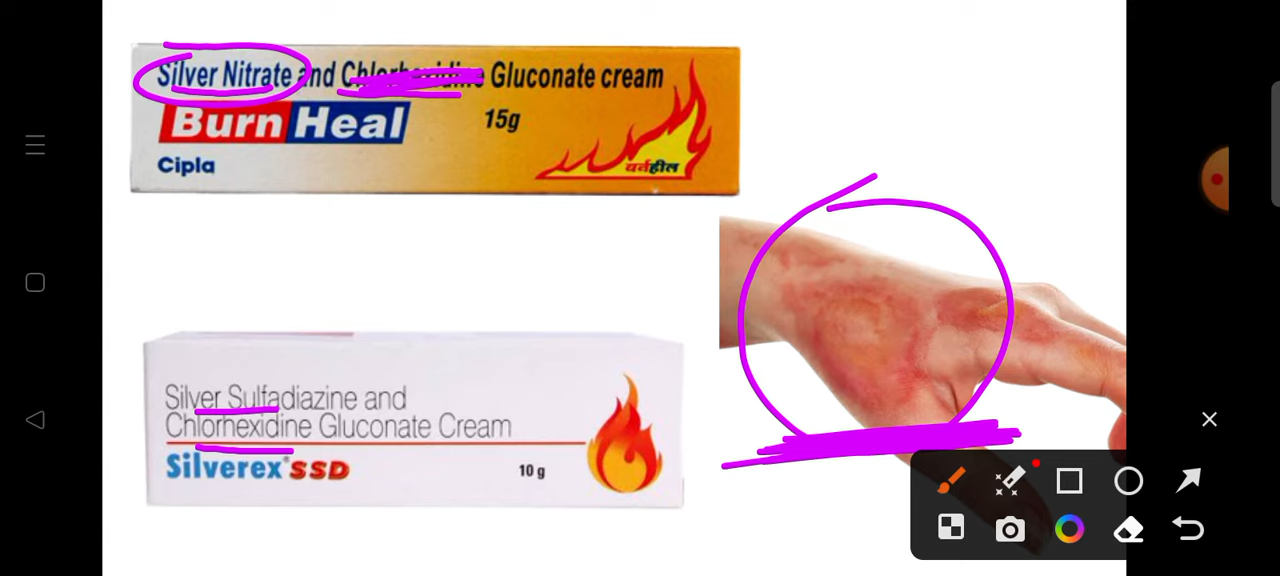 Silver Nitrate and Chlorhexidine Gluconate cream
Burn Heal
15g
बर्नहील
Cipla
Silver Sulfadiazine and
Chlorhexidine Gluconate Cream
Silverex® SSD
10 g